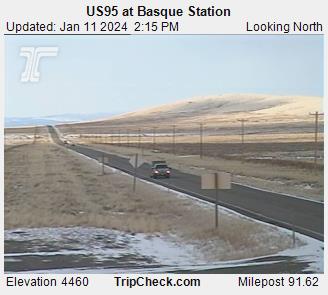 US95 at Basque Station
Updated: Jan 11 2024 2:15 PM Looking North
Elevation 4460 TripCheck.com Milepost 91.62